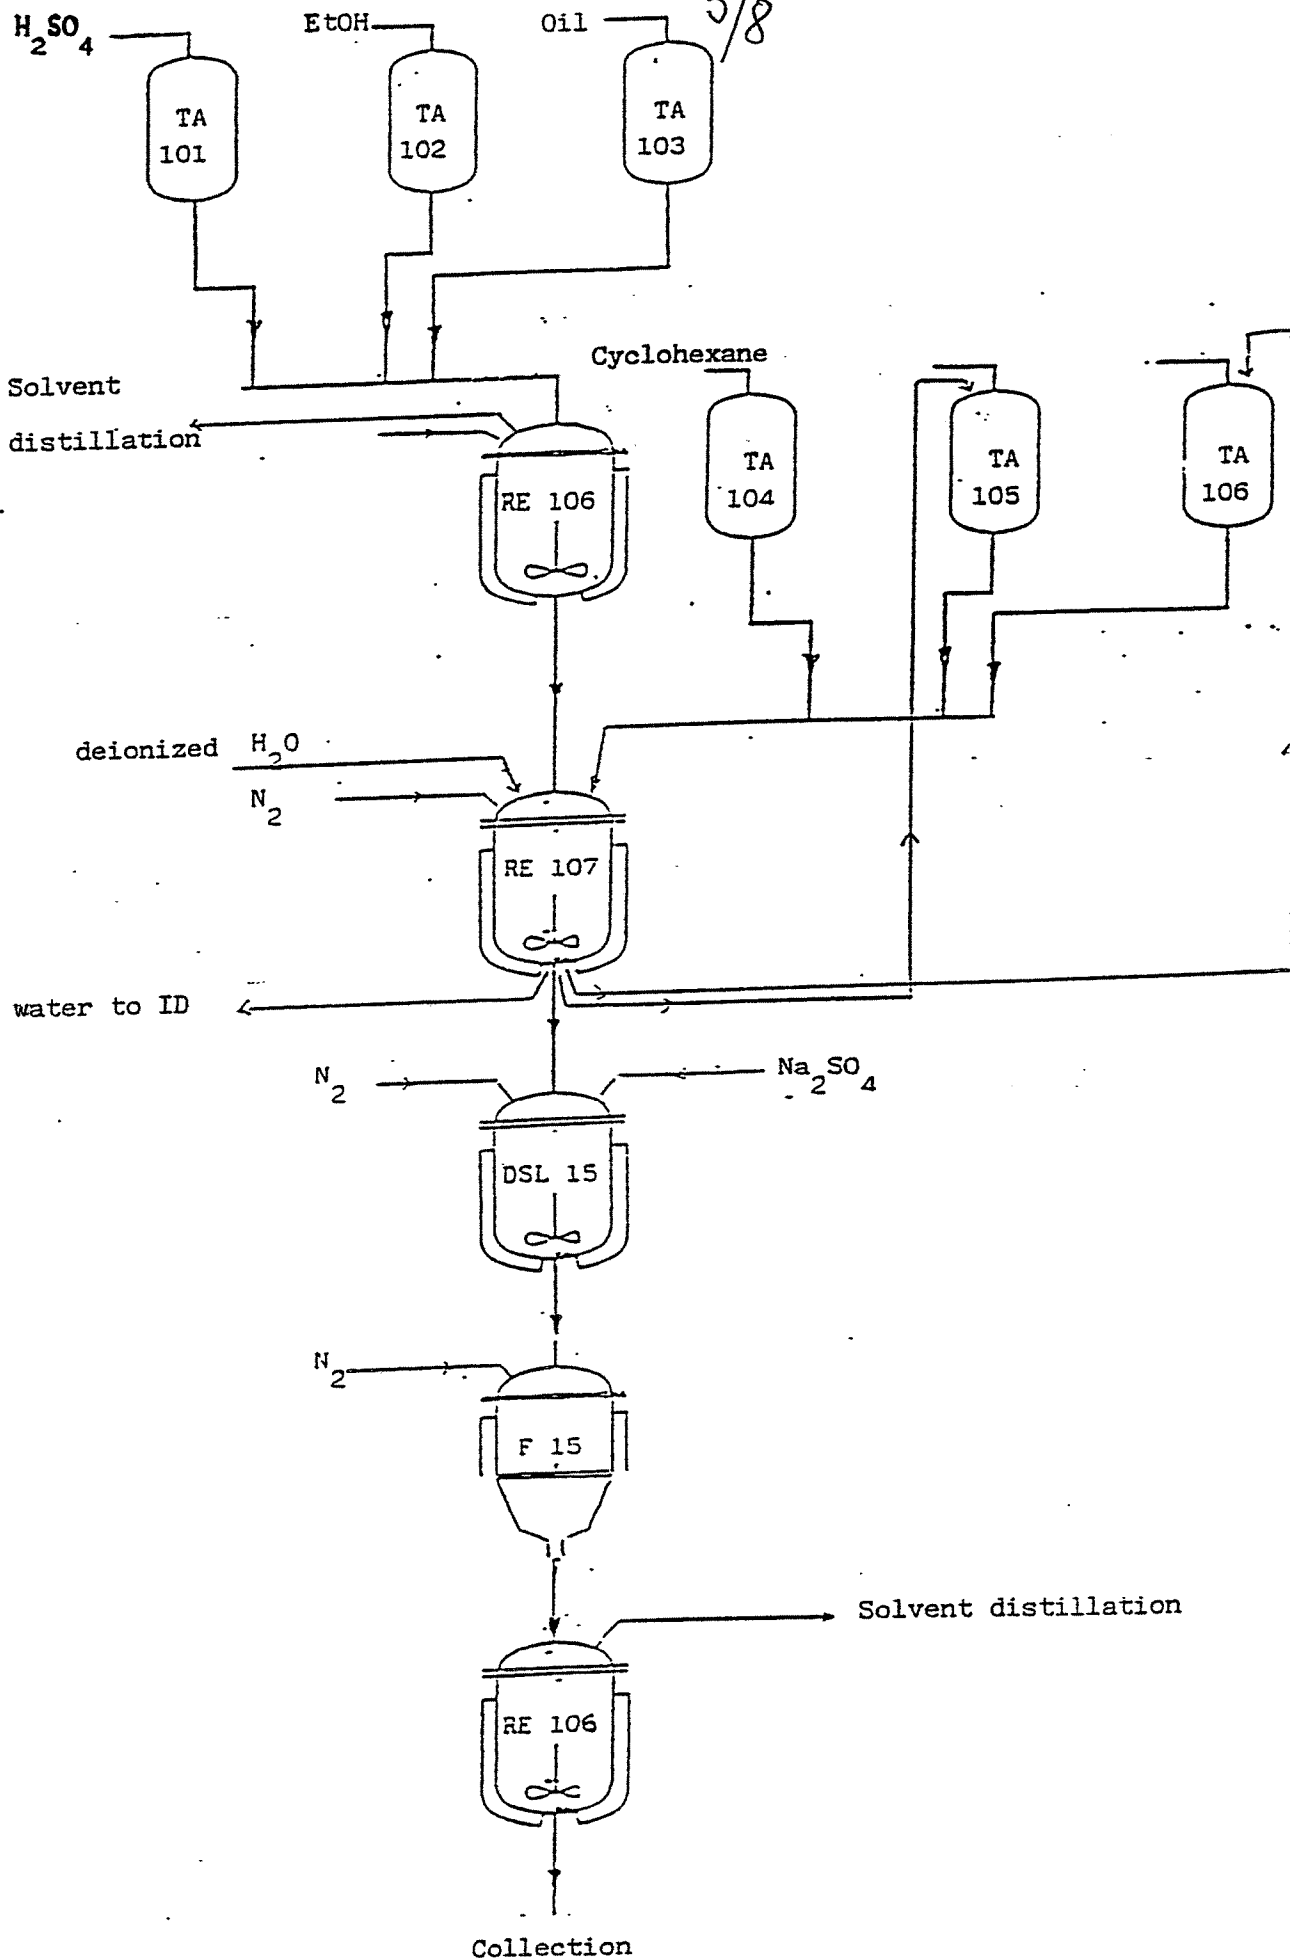 5/8
H2SO4
EtOH
Oil
TA
101
TA
102
TA
103
Solvent
distillation
RE 106
Cyclohexane
TA
104
TA
105
TA
106
deionized H2O
N2
RE 107
water to ID
N2
Na2SO4
DSL 15
N2
F 15
Solvent distillation
RE 106
Collection